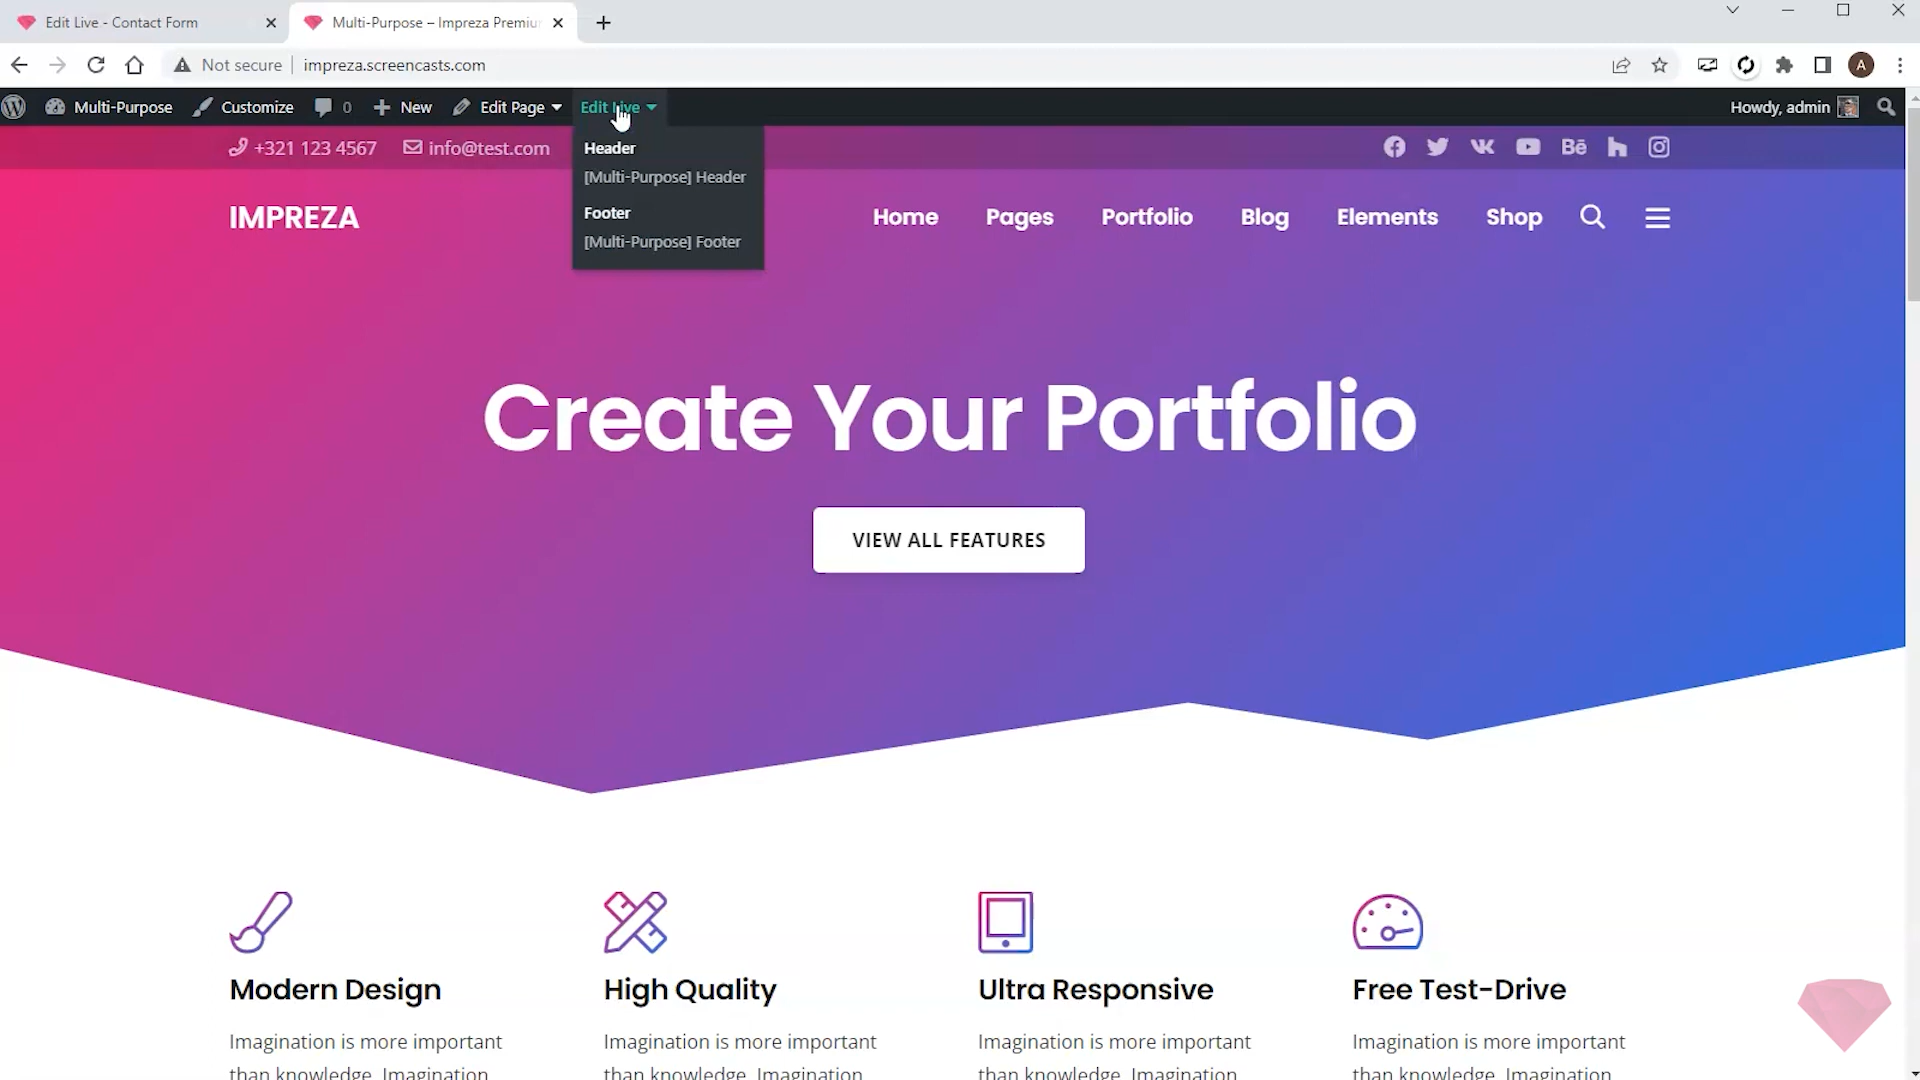 Edit Live - Contact Form
Multi-Purpose – Impreza Premiu
Not secure
impreza.screencasts.com
A
Multi-Purpose
Customize
0
New
Edit Page
Edit Live
Howdy, admin
+321 123 4567
info@test.com
Header
[Multi-Purpose] Header
Footer
[Multi-Purpose] Footer
IMPREZA
Home
Pages
Portfolio
Blog
Elements
Shop
Create Your Portfolio
VIEW ALL FEATURES
Modern Design
Imagination is more important
than knowledge. Imagination
High Quality
Imagination is more important
than knowledge. Imagination
Ultra Responsive
Imagination is more important
than knowledge. Imagination
Free Test-Drive
Imagination is more important
than knowledge. Imagination